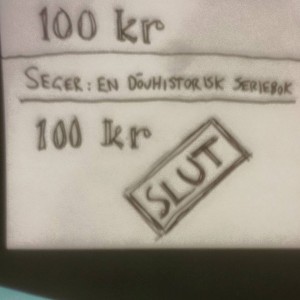 100 kr
SEGER: EN DÖVHISTORISK SERIEBOK
100 kr
SLUT